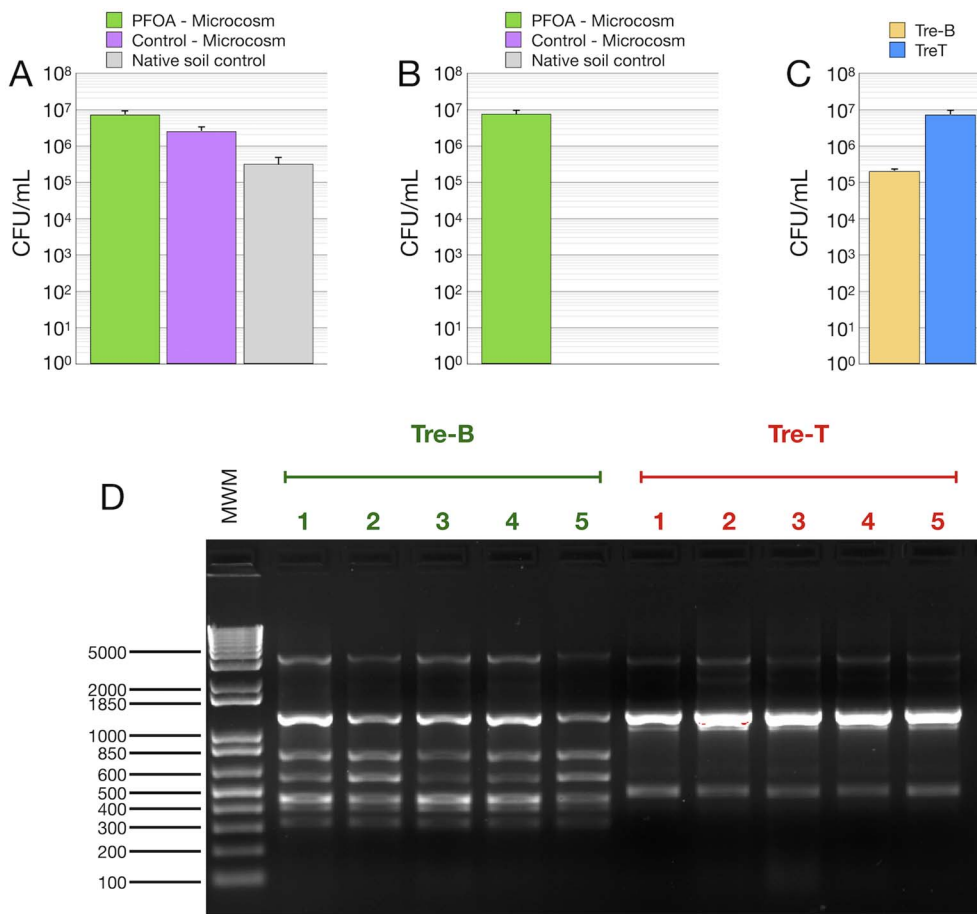 A
PFOA - Microcosm
Control - Microcosm
Native soil control
CFU/mL
10⁸
10⁷
10⁶
10⁵
10⁴
10³
10²
10¹
10⁰
B
PFOA - Microcosm
Control - Microcosm
Native soil control
CFU/mL
10⁸
10⁷
10⁶
10⁵
10⁴
10³
10²
10¹
10⁰
C
Tre-B
TreT
CFU/mL
10⁸
10⁷
10⁶
10⁵
10⁴
10³
10²
10¹
10⁰
D
MWM
Tre-B
1 2 3 4 5
Tre-T
1 2 3 4 5
5000
2000
1850
1000
850
600
500
400
300
200
100